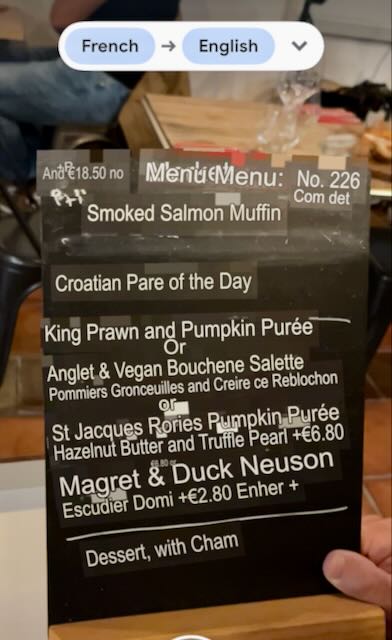 French → English
And €18.50 no
Menu Menu: No. 226
Com det
Smoked Salmon Muffin
Croatian Pare of the Day
King Prawn and Pumpkin Purée
Or
Anglet & Vegan Bouchene Salette
Pommiers Gronceuilles and Creire ce Reblochon
or
St Jacques Rories Pumpkin Purée
Hazelnut Butter and Truffle Pearl +€6.80
Magret & Duck Neuson
Escudier Domi +€2.80 Enher +
Dessert, with Cham